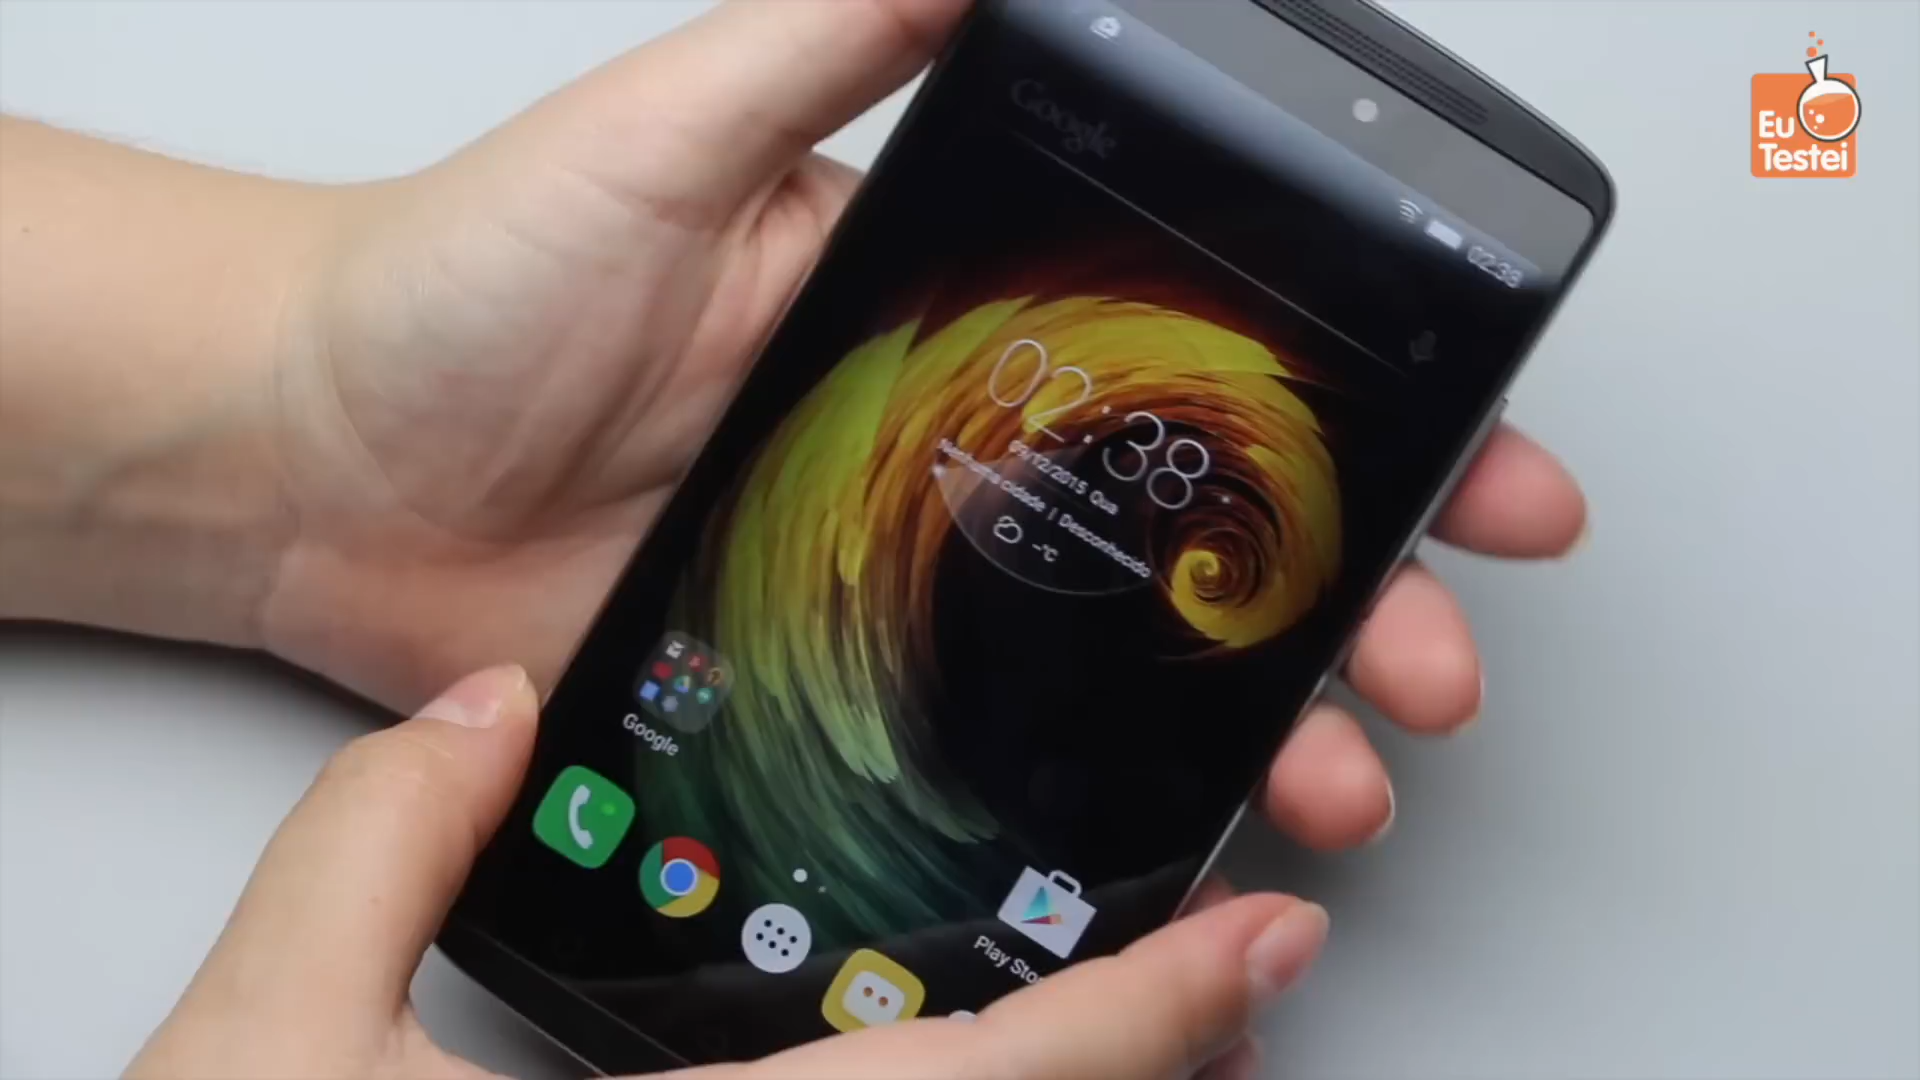 Eu
Testei
Google
02:38
02:38
09/12/2015 Qua
Nenhuma cidade | Desconhecido
-°C
Google
Play Sto